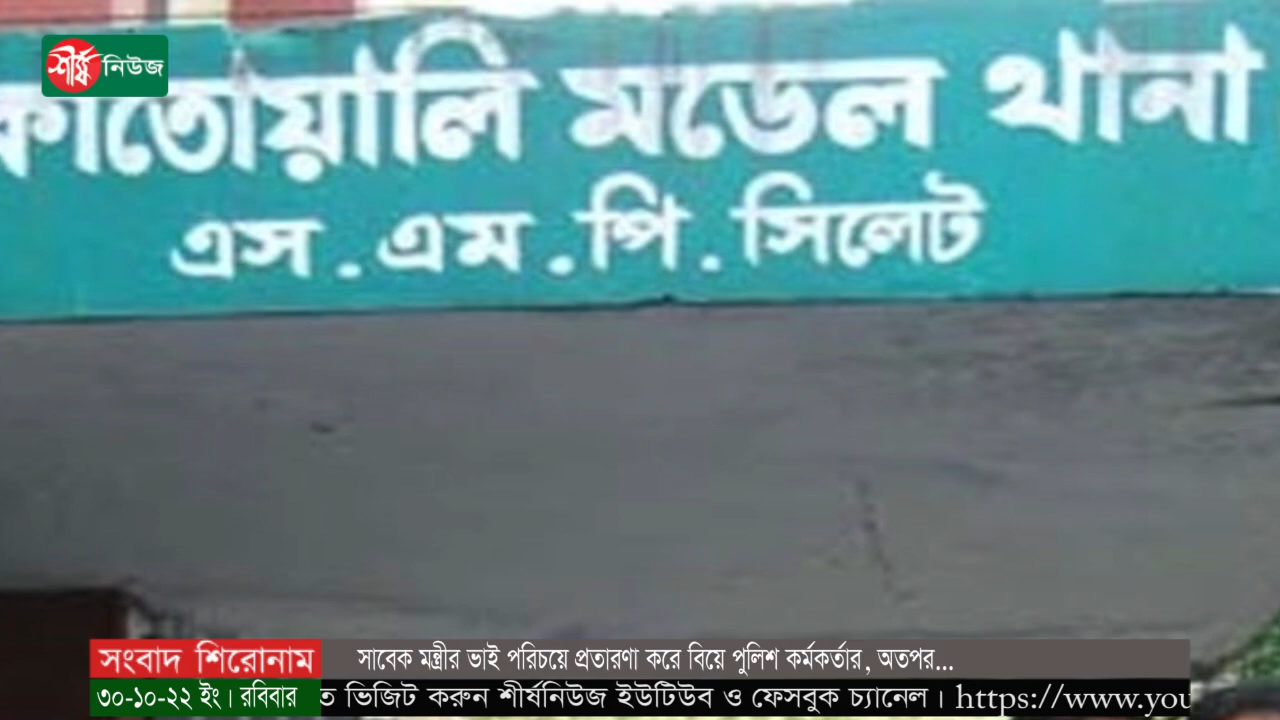 শীর্ষ নিউজ
কাতোয়ালি মডেল থানা
এস.এম.পি.সিলেট
সংবাদ শিরোনাম
সাবেক মন্ত্রীর ভাই পরিচয়ে প্রতারণা করে বিয়ে পুলিশ কর্মকর্তার, অতপর...
৩০-১০-২২ ইং। রবিবার
ত ভিজিট করুন শীর্ষনিউজ ইউটিউব ও ফেসবুক চ্যানেল। https://www.you